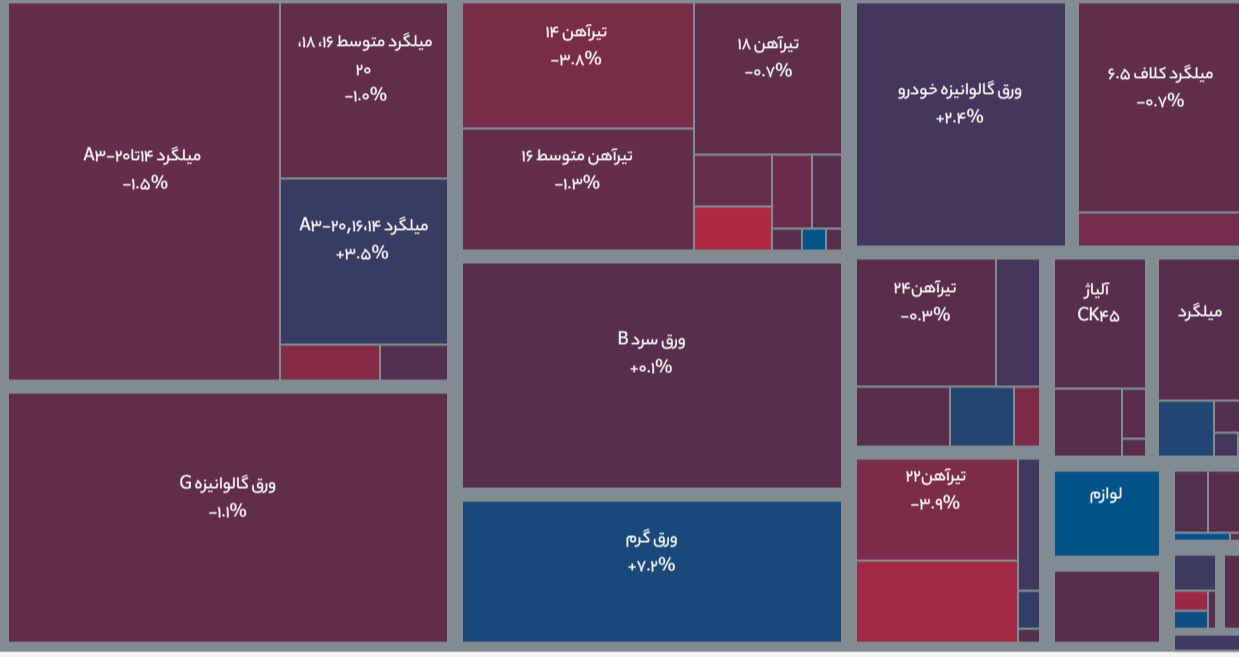 میلگرد ۱۴تا۲۰-A۳
-۱.۵%
میلگرد متوسط ۱۶، ۱۸،
۲۰
-۱.۰%
میلگرد ۱۴،۱۶,۲۰-A۳
+۳.۵%
ورق گالوانیزه G
-۱.۱%
تیرآهن ۱۴
-۳.۸%
تیرآهن ۱۸
-۰.۷%
تیرآهن متوسط ۱۶
-۱.۳%
ورق سرد B
+۰.۱%
ورق گرم
+۷.۲%
ورق گالوانیزه خودرو
+۲.۴%
میلگرد کلاف ۶.۵
-۰.۷%
تیرآهن۲۴
-۰.۳%
آلیاژ
CK۴۵
میلگرد
تیرآهن۲۲
-۳.۹%
لوازم